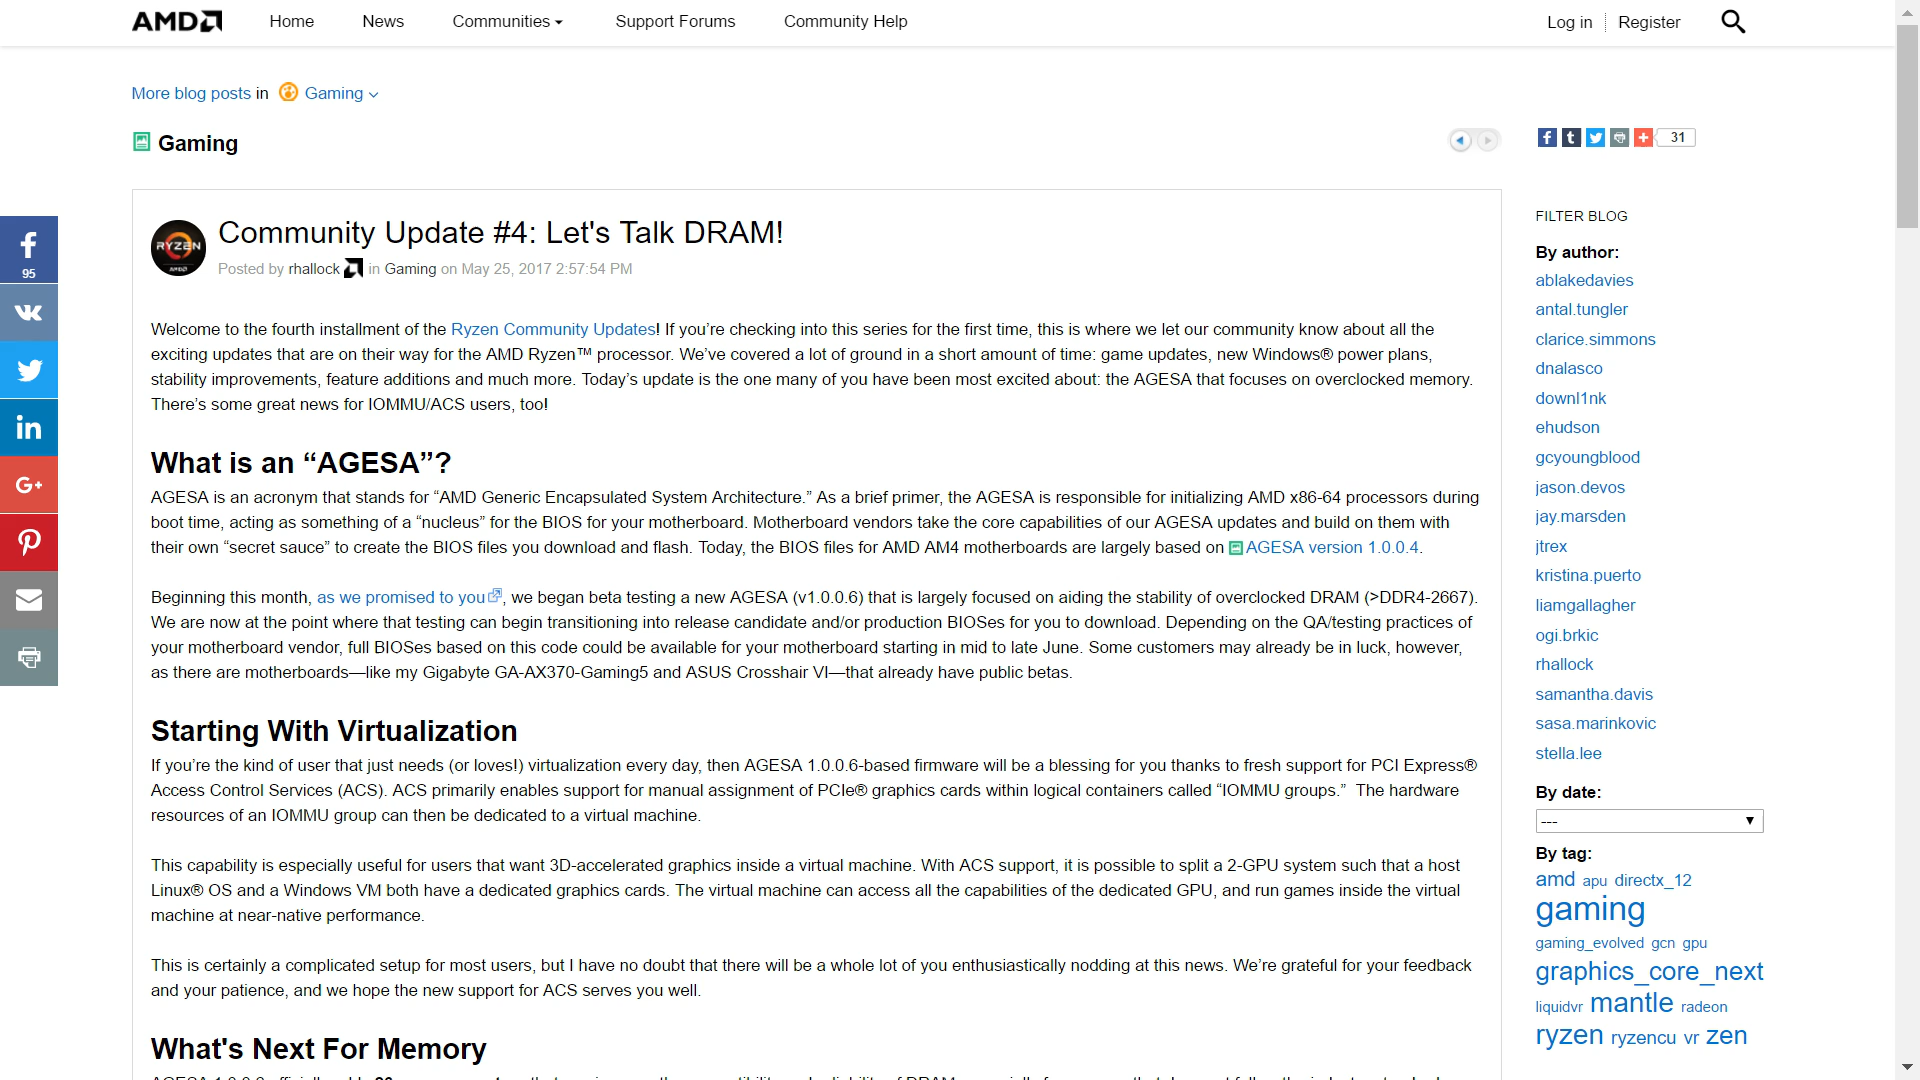 AMD Home News Communities Support Forums Community Help Log in Register
More blog posts in Gaming
Gaming
31
Community Update #4: Let's Talk DRAM!
RYZEN
AMD
Posted by rhallock in Gaming on May 25, 2017 2:57:54 PM
95
Welcome to the fourth installment of the Ryzen Community Updates! If you’re checking into this series for the first time, this is where we let our community know about all the
exciting updates that are on their way for the AMD Ryzen™ processor. We’ve covered a lot of ground in a short amount of time: game updates, new Windows® power plans,
stability improvements, feature additions and much more. Today’s update is the one many of you have been most excited about: the AGESA that focuses on overclocked memory.
There’s some great news for IOMMU/ACS users, too!
What is an “AGESA”?
AGESA is an acronym that stands for “AMD Generic Encapsulated System Architecture.” As a brief primer, the AGESA is responsible for initializing AMD x86-64 processors during
boot time, acting as something of a “nucleus” for the BIOS for your motherboard. Motherboard vendors take the core capabilities of our AGESA updates and build on them with
their own “secret sauce” to create the BIOS files you download and flash. Today, the BIOS files for AMD AM4 motherboards are largely based on AGESA version 1.0.0.4.
Beginning this month, as we promised to you, we began beta testing a new AGESA (v1.0.0.6) that is largely focused on aiding the stability of overclocked DRAM (>DDR4-2667).
We are now at the point where that testing can begin transitioning into release candidate and/or production BIOSes for you to download. Depending on the QA/testing practices of
your motherboard vendor, full BIOSes based on this code could be available for your motherboard starting in mid to late June. Some customers may already be in luck, however,
as there are motherboards—like my Gigabyte GA-AX370-Gaming5 and ASUS Crosshair VI—that already have public betas.
Starting With Virtualization
If you’re the kind of user that just needs (or loves!) virtualization every day, then AGESA 1.0.0.6-based firmware will be a blessing for you thanks to fresh support for PCI Express®
Access Control Services (ACS). ACS primarily enables support for manual assignment of PCIe® graphics cards within logical containers called “IOMMU groups.” The hardware
resources of an IOMMU group can then be dedicated to a virtual machine.
This capability is especially useful for users that want 3D-accelerated graphics inside a virtual machine. With ACS support, it is possible to split a 2-GPU system such that a host
Linux® OS and a Windows VM both have a dedicated graphics cards. The virtual machine can access all the capabilities of the dedicated GPU, and run games inside the virtual
machine at near-native performance.
This is certainly a complicated setup for most users, but I have no doubt that there will be a whole lot of you enthusiastically nodding at this news. We’re grateful for your feedback
and your patience, and we hope the new support for ACS serves you well.
What's Next For Memory
FILTER BLOG
By author:
ablakedavies
antal.tungler
clarice.simmons
dnalasco
downl1nk
ehudson
gcyoungblood
jason.devos
jay.marsden
jtrex
kristina.puerto
liamgallagher
ogi.brkic
rhallock
samantha.davis
sasa.marinkovic
stella.lee
By date:
---
By tag:
amd apu directx_12
gaming
gaming_evolved gcn gpu
graphics_core_next
liquidvr mantle radeon
ryzen ryzencu vr zen